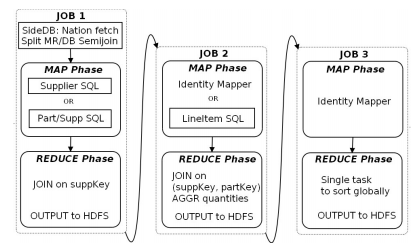 JOB 1
SideDB: Nation fetch
Split MR/DB Semijoin
MAP Phase
Supplier SQL
OR
Part/Supp SQL
REDUCE Phase
JOIN on suppKey
OUTPUT to HDFS
JOB 2
MAP Phase
Identity Mapper
OR
LineItem SQL
REDUCE Phase
JOIN on
(suppKey, partKey)
AGGR quantities
OUTPUT to HDFS
JOB 3
MAP Phase
Identity Mapper
REDUCE Phase
Single task
to sort globally
OUTPUT to HDFS